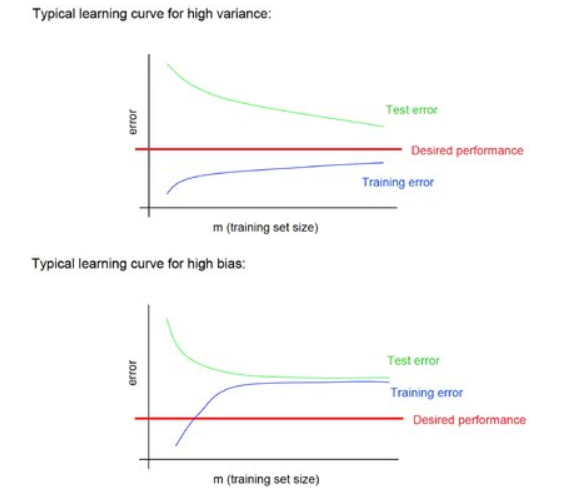 Typical learning curve for high variance:
error
Test error
Desired performance
Training error
m (training set size)
Typical learning curve for high bias:
error
Test error
Training error
Desired performance
m (training set size)